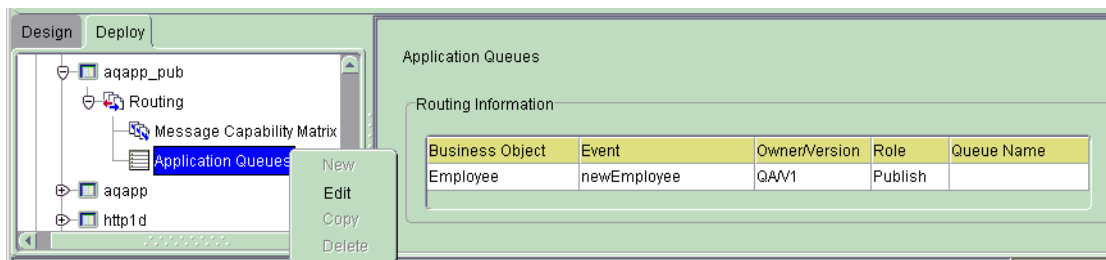 Design Deploy
aqapp_pub
Routing
Message Capability Matrix
Application Queues
aqapp
http1d
New
Edit
Copy
Delete
Application Queues
Routing Information
Business Object Event Owner/Version Role Queue Name
Employee newEmployee QA/V1 Publish